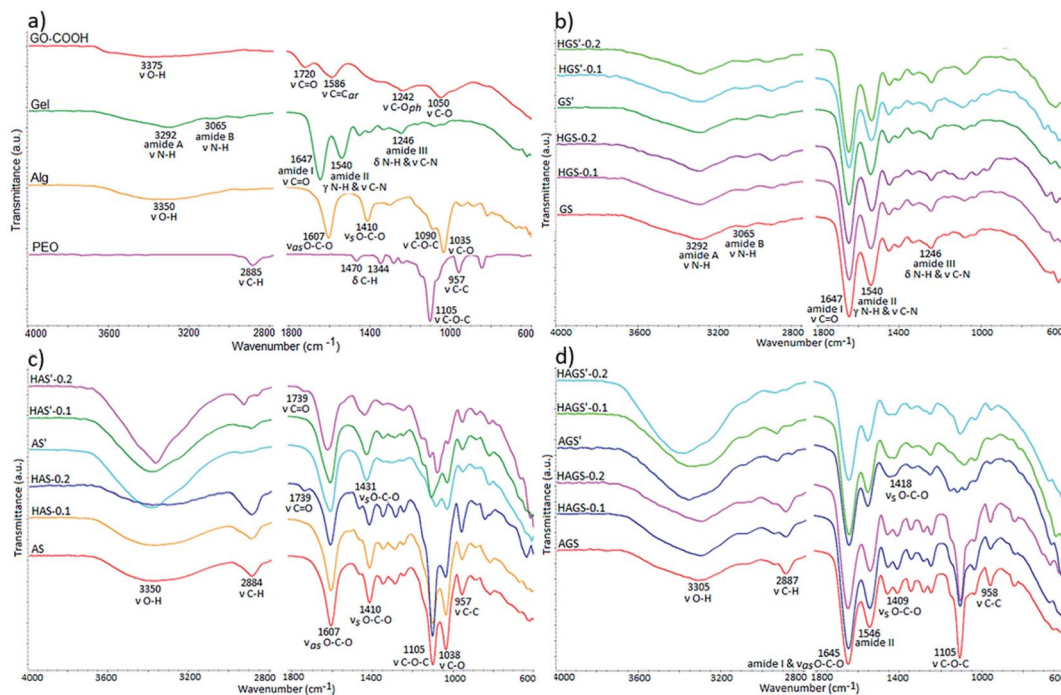 a)
GO-COOH
3375
ν O-H
1720
ν C=O
1586
ν C=Car
1242
ν C-Oph
1050
ν C-O
Gel
3292
amide A
ν N-H
3065
amide B
ν N-H
1647
amide I
ν C=O
1540
amide II
γ N-H & ν C-N
1246
amide III
δ N-H & ν C-N
Alg
3350
ν O-H
1607
νas O-C-O
1410
νs O-C-O
1090
ν C-O-C
1035
ν C-O
PEO
2885
ν C-H
1470
1344
δ C-H
957
ν C-C
1105
ν C-O-C
Transmittance (a.u.)
Transmittance (a.u.)
4000 3200 2800 1800 1400 1000 600
Wavenumber (cm-1)
Wavenumber (cm-1)
b)
HGS'-0.2
HGS'-0.1
GS'
HGS-0.2
HGS-0.1
GS
3292
amide A
ν N-H
3065
amide B
ν N-H
1647
amide I
ν C=O
1540
amide II
γ N-H & ν C-N
1246
amide III
δ N-H & ν C-N
Transmittance (a.u.)
4000 3200 2800 1800 1400 1000 600
Wavenumber (cm-1)
c)
HAS'-0.2
HAS'-0.1
AS'
HAS-0.2
HAS-0.1
AS
3350
ν O-H
2884
ν C-H
1739
ν C=O
1431
νs O-C-O
1739
ν C=O
1607
νas O-C-O
1410
νs O-C-O
957
ν C-C
1105
ν C-O-C
1038
ν C-O
Transmittance (a.u.)
4000 3200 2800 1800 1400 1000 600
Wavenumber (cm-1)
d)
HAGS'-0.2
HAGS'-0.1
AGS'
HAGS-0.2
HAGS-0.1
AGS
3305
ν O-H
2887
ν C-H
1418
νs O-C-O
1409
νs O-C-O
958
ν C-C
1546
amide II
1645
amide I & νas O-C-O
1105
ν C-O-C
Transmittance (a.u.)
4000 3200 2800 1800 1400 1000 600
Wavenumber (cm-1)